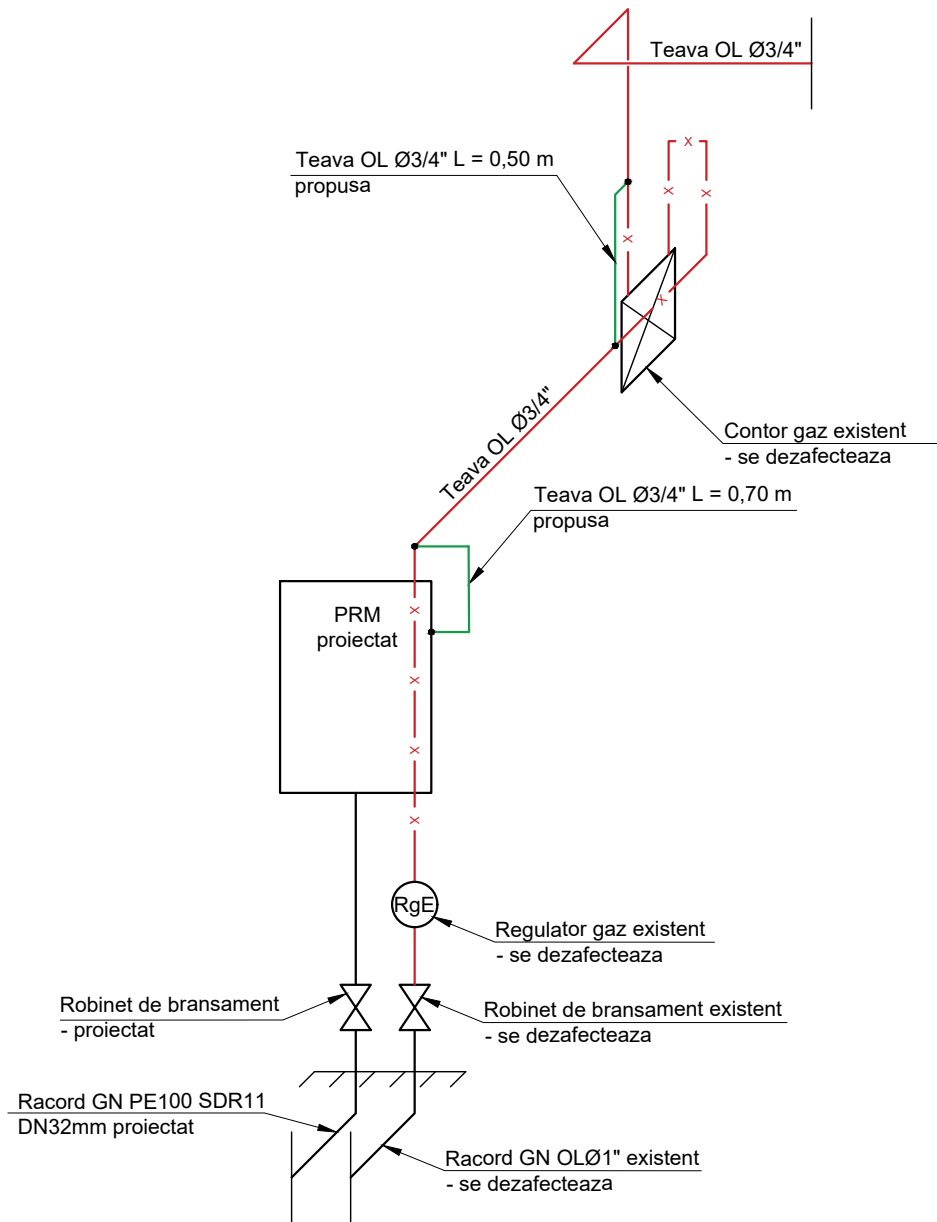 Teava OL Ø3/4"
Teava OL Ø3/4" L = 0,50 m
propusa
x
x
x
x
x
Contor gaz existent
- se dezafecteaza
Teava OL Ø3/4"
Teava OL Ø3/4" L = 0,70 m
propusa
PRM
proiectat
x
x
x
x
RgE
Regulator gaz existent
- se dezafecteaza
Robinet de bransament
- proiectat
Robinet de bransament existent
- se dezafecteaza
Racord GN PE100 SDR11
DN32mm proiectat
Racord GN OLØ1" existent
- se dezafecteaza